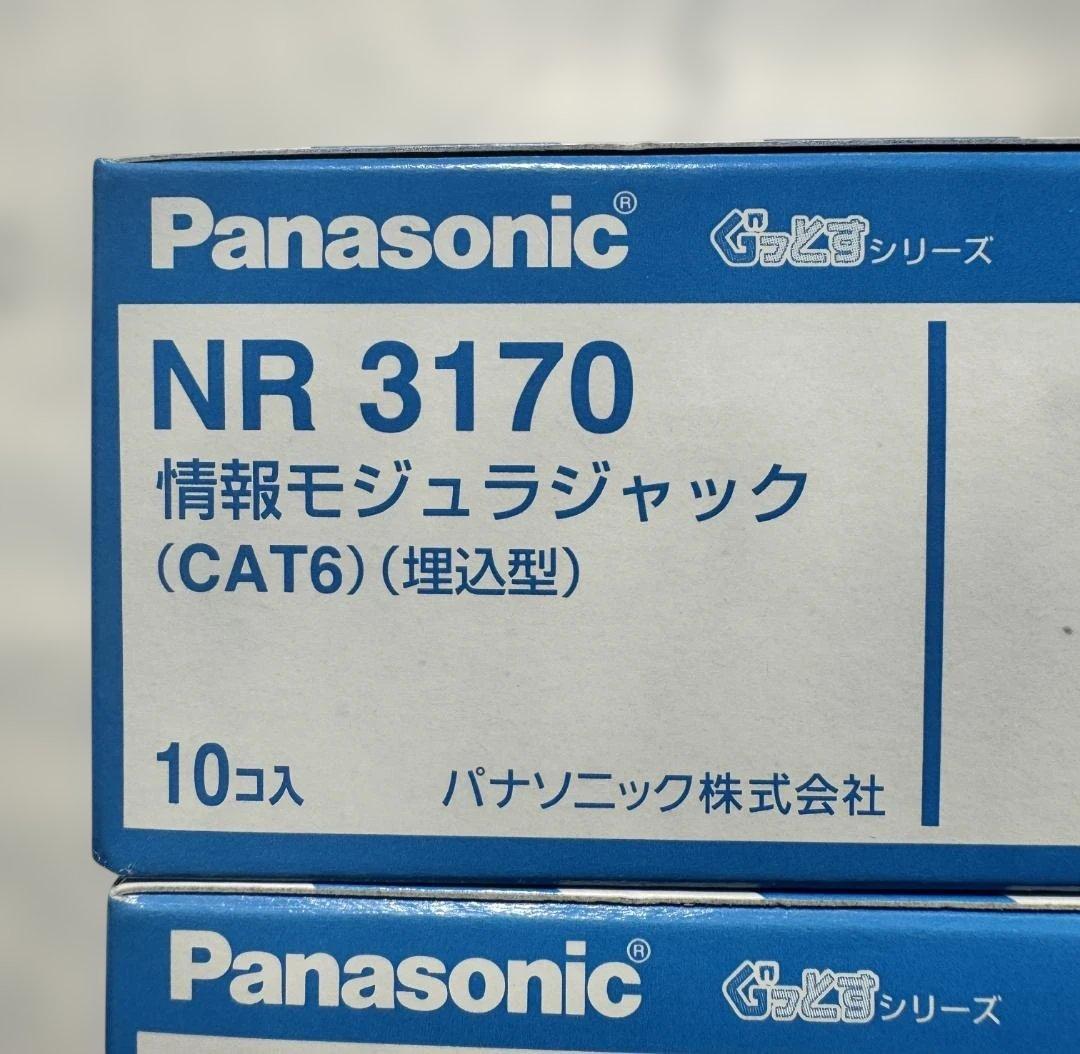 Panasonic® ぐっとすシリーズ
NR 3170
情報モジュラジャック
(CAT6)(埋込型)
10コ入 パナソニック株式会社
Panasonic® ぐっとすシリーズ